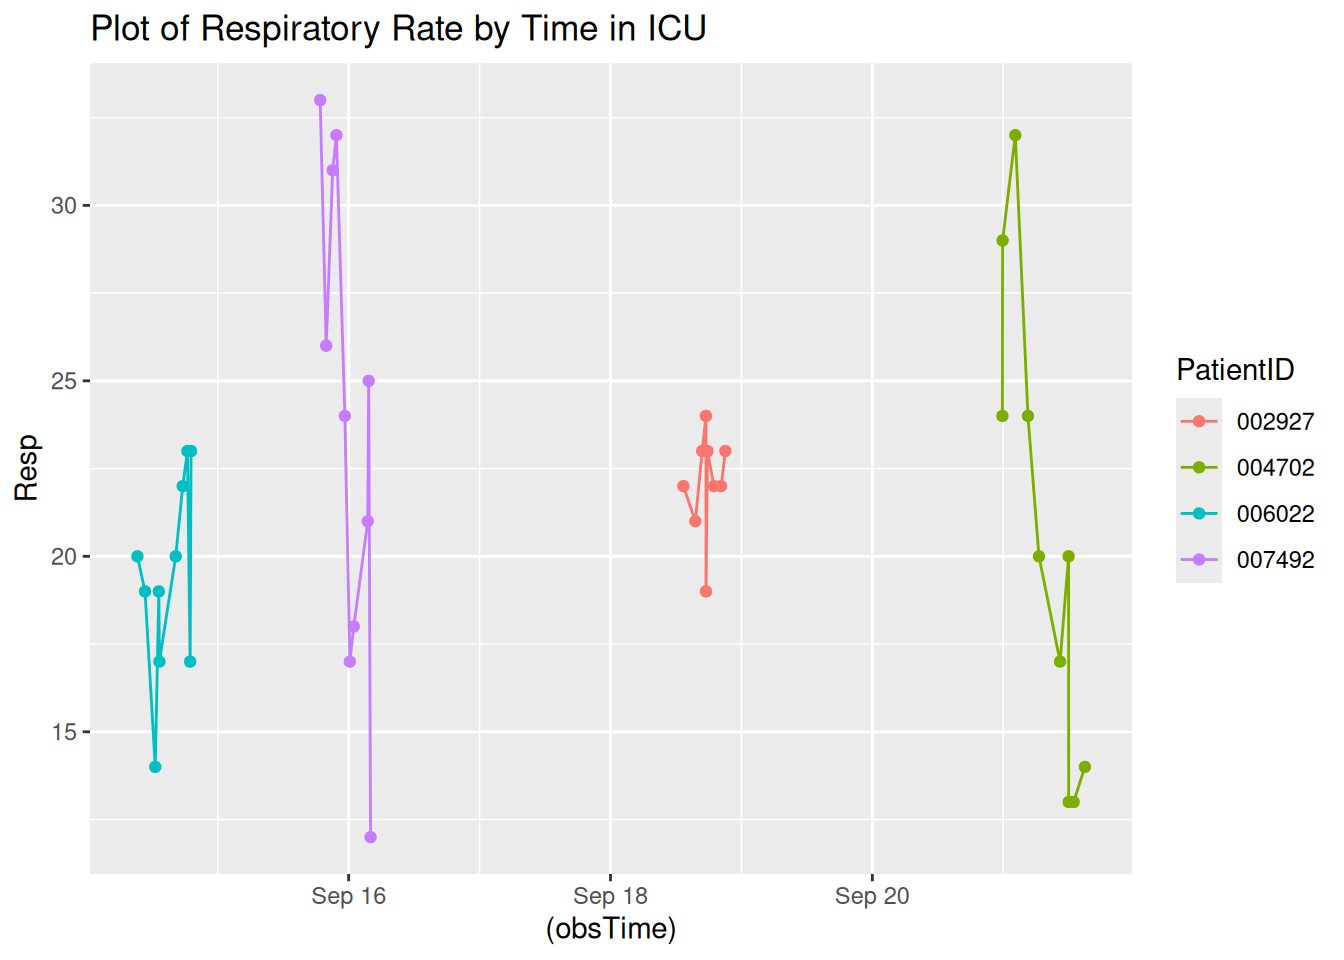 Plot of Respiratory Rate by Time in ICU
30
25
20
15
Resp
Sep 16
Sep 18
Sep 20
(obsTime)
PatientID
002927
004702
006022
007492